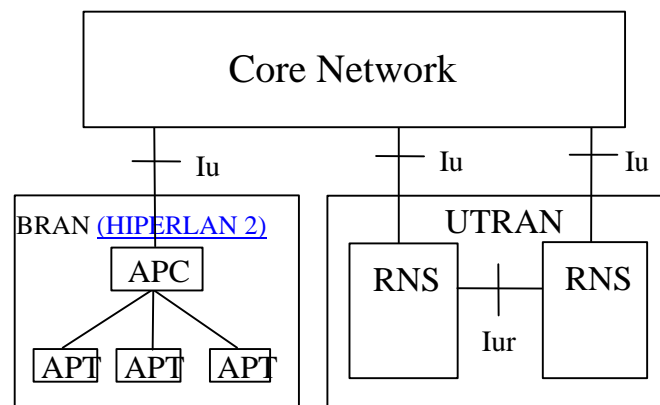 Core Network
Iu
Iu
Iu
BRAN (HIPERLAN 2)
UTRAN
APC
RNS
RNS
Iur
APT
APT
APT